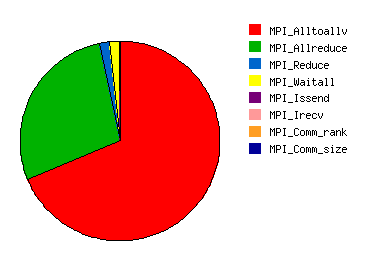 MPI_Alltoallv
MPI_Allreduce
MPI_Reduce
MPI_Waitall
MPI_Issend
MPI_Irecv
MPI_Comm_rank
MPI_Comm_size